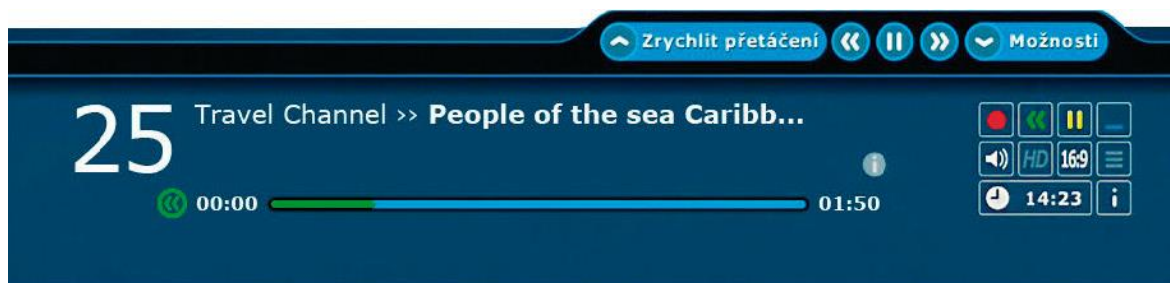 Zrychlit přetáčení
Možnosti
25
Travel Channel >> People of the sea Caribb...
HD 16:9
00:00
01:50
14:23
i